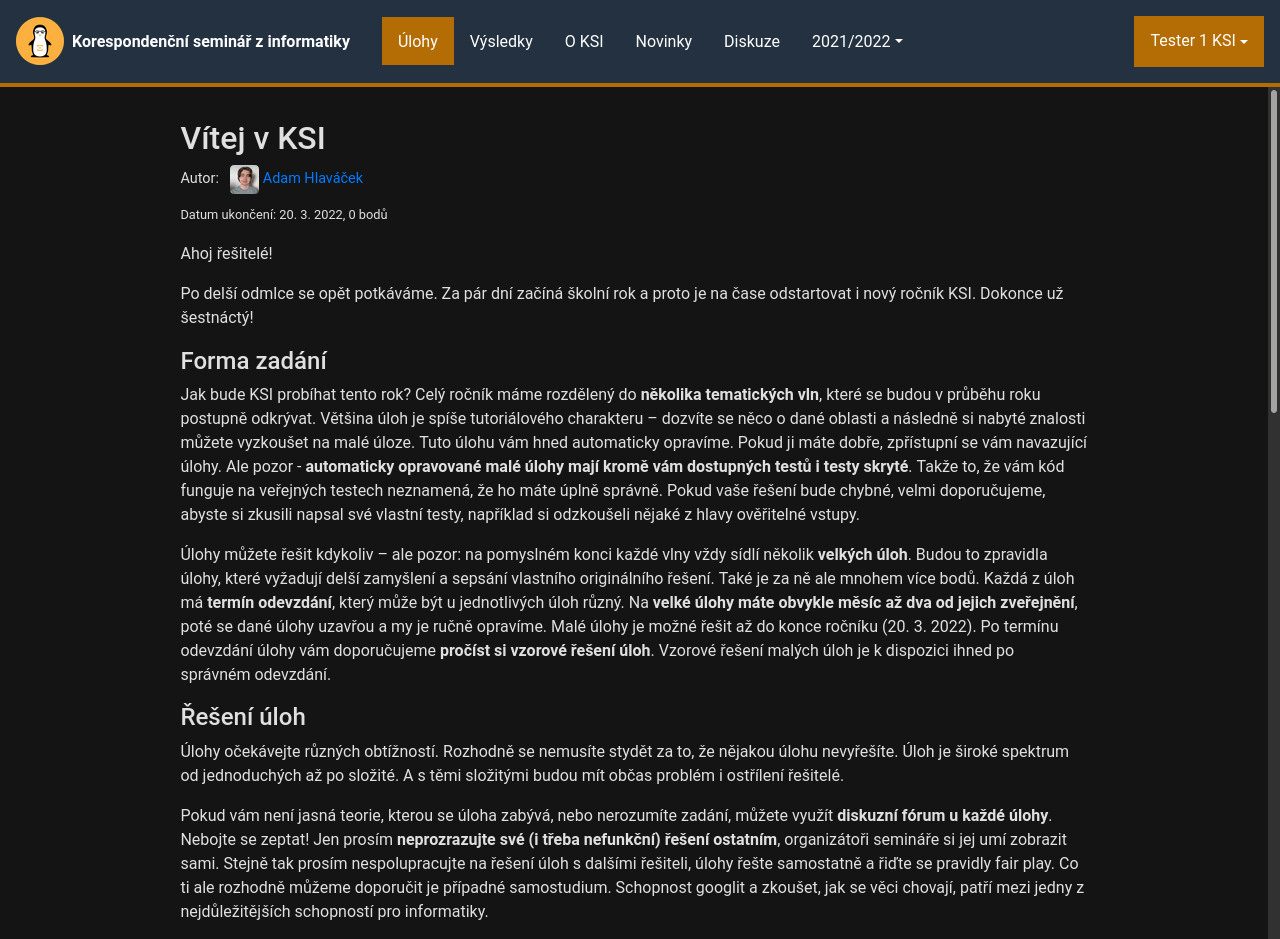 Korespondenční seminář z informatiky
Úlohy
Výsledky
O KSI
Novinky
Diskuze
2021/2022
Tester 1 KSI
Vítej v KSI
Autor: Adam Hlaváček
Datum ukončení: 20. 3. 2022, 0 bodů
Ahoj řešitelé!
Po delší odmlce se opět potkáváme. Za pár dní začíná školní rok a proto je na čase odstartovat i nový ročník KSI. Dokonce už
šestnáctý!
Forma zadání
Jak bude KSI probíhat tento rok? Celý ročník máme rozdělený do několika tematických vln, které se budou v průběhu roku
postupně odkrývat. Většina úloh je spíše tutoriálového charakteru – dozvíte se něco o dané oblasti a následně si nabyté znalosti
můžete vyzkoušet na malé úloze. Tuto úlohu vám hned automaticky opravíme. Pokud ji máte dobře, zpřístupní se vám navazující
úlohy. Ale pozor - automaticky opravované malé úlohy mají kromě vám dostupných testů i testy skryté. Takže to, že vám kód
funguje na veřejných testech neznamená, že ho máte úplně správně. Pokud vaše řešení bude chybné, velmi doporučujeme,
abyste si zkusili napsal své vlastní testy, například si odzkoušeli nějaké z hlavy ověřitelné vstupy.
Úlohy můžete řešit kdykoliv – ale pozor: na pomyslném konci každé vlny vždy sídlí několik velkých úloh. Budou to zpravidla
úlohy, které vyžadují delší zamyšlení a sepsání vlastního originálního řešení. Také je za ně ale mnohem více bodů. Každá z úloh
má termín odevzdání, který může být u jednotlivých úloh různý. Na velké úlohy máte obvykle měsíc až dva od jejich zveřejnění,
poté se dané úlohy uzavřou a my je ručně opravíme. Malé úlohy je možné řešit až do konce ročníku (20. 3. 2022). Po termínu
odevzdání úlohy vám doporučujeme pročíst si vzorové řešení úloh. Vzorové řešení malých úloh je k dispozici ihned po
správném odevzdání.
Řešení úloh
Úlohy očekávejte různých obtížností. Rozhodně se nemusíte stydět za to, že nějakou úlohu nevyřešíte. Úloh je široké spektrum
od jednoduchých až po složité. A s těmi složitými budou mít občas problém i ostřílení řešitelé.
Pokud vám není jasná teorie, kterou se úloha zabývá, nebo nerozumíte zadání, můžete využít diskuzní fórum u každé úlohy.
Nebojte se zeptat! Jen prosím neprozrazujte své (i třeba nefunkční) řešení ostatním, organizátoři semináře si jej umí zobrazit
sami. Stejně tak prosím nespolupracujte na řešení úloh s dalšími řešiteli, úlohy řešte samostatně a řiďte se pravidly fair play. Co
ti ale rozhodně můžeme doporučit je případné samostudium. Schopnost googlit a zkoušet, jak se věci chovají, patří mezi jedny z
nejdůležitějších schopností pro informatiky.